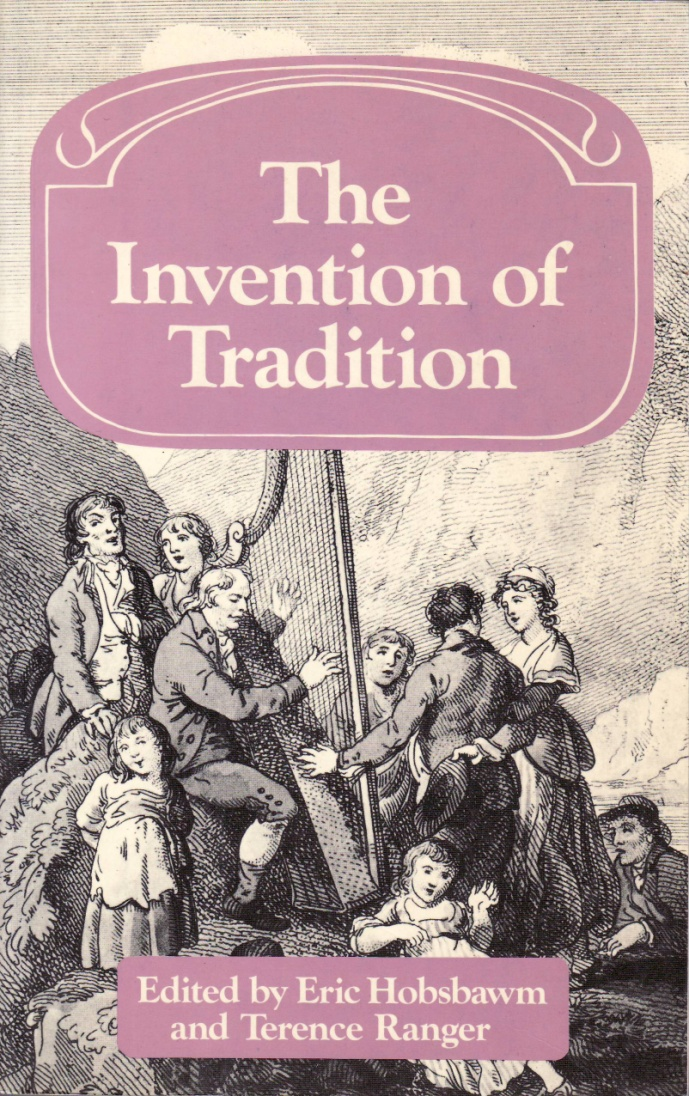 The
Invention of
Tradition
Edited by Eric Hobsbawm
and Terence Ranger